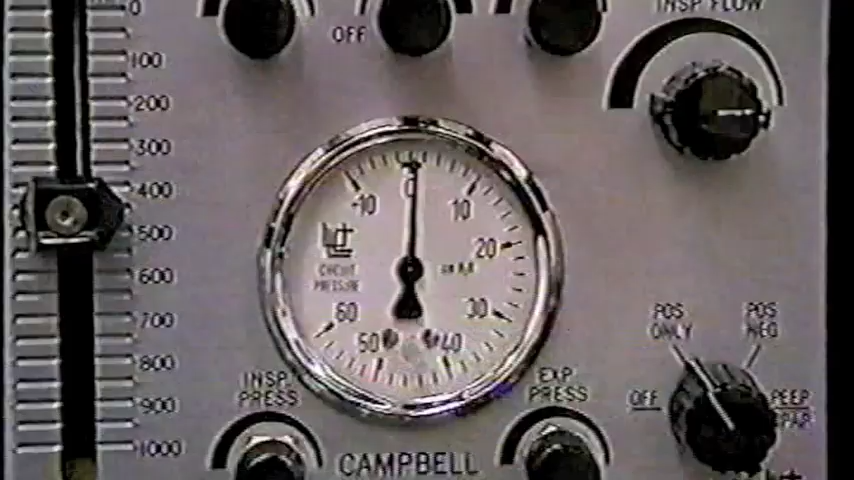 0
100
200
300
400
500
600
700
800
900
1000
OFF
INSP FLOW
-10
0
10
20
30
40
50
60
CIRCUIT
PRESSURE
INSP.
PRESS
EXP
PRESS
CAMPBELL
POS
ONLY
POS
NEG
OFF
PEEP